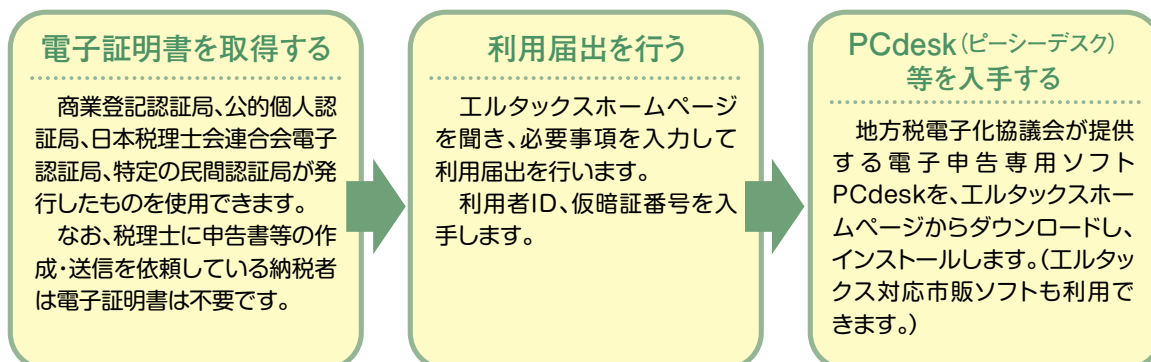 電子証明書を取得する
商業登記認証局、公的個人認
証局、日本税理士会連合会電子
認証局、特定の民間認証局が発
行したものを使用できます。
なお、税理士に申告書等の作
成・送信を依頼している納税者
は電子証明書は不要です。
利用届出を行う
エルタックスホームページ
を聞き、必要事項を入力して
利用届出を行います。
利用者ID、仮暗証番号を入
手します。
PCdesk(ピーシーデスク)
等を入手する
地方税電子化協議会が提供
する電子申告専用ソフト
PCdeskを、エルタックスホー
ムページからダウンロードし、
インストールします。(エルタッ
クス対応市販ソフトも利用で
きます。)